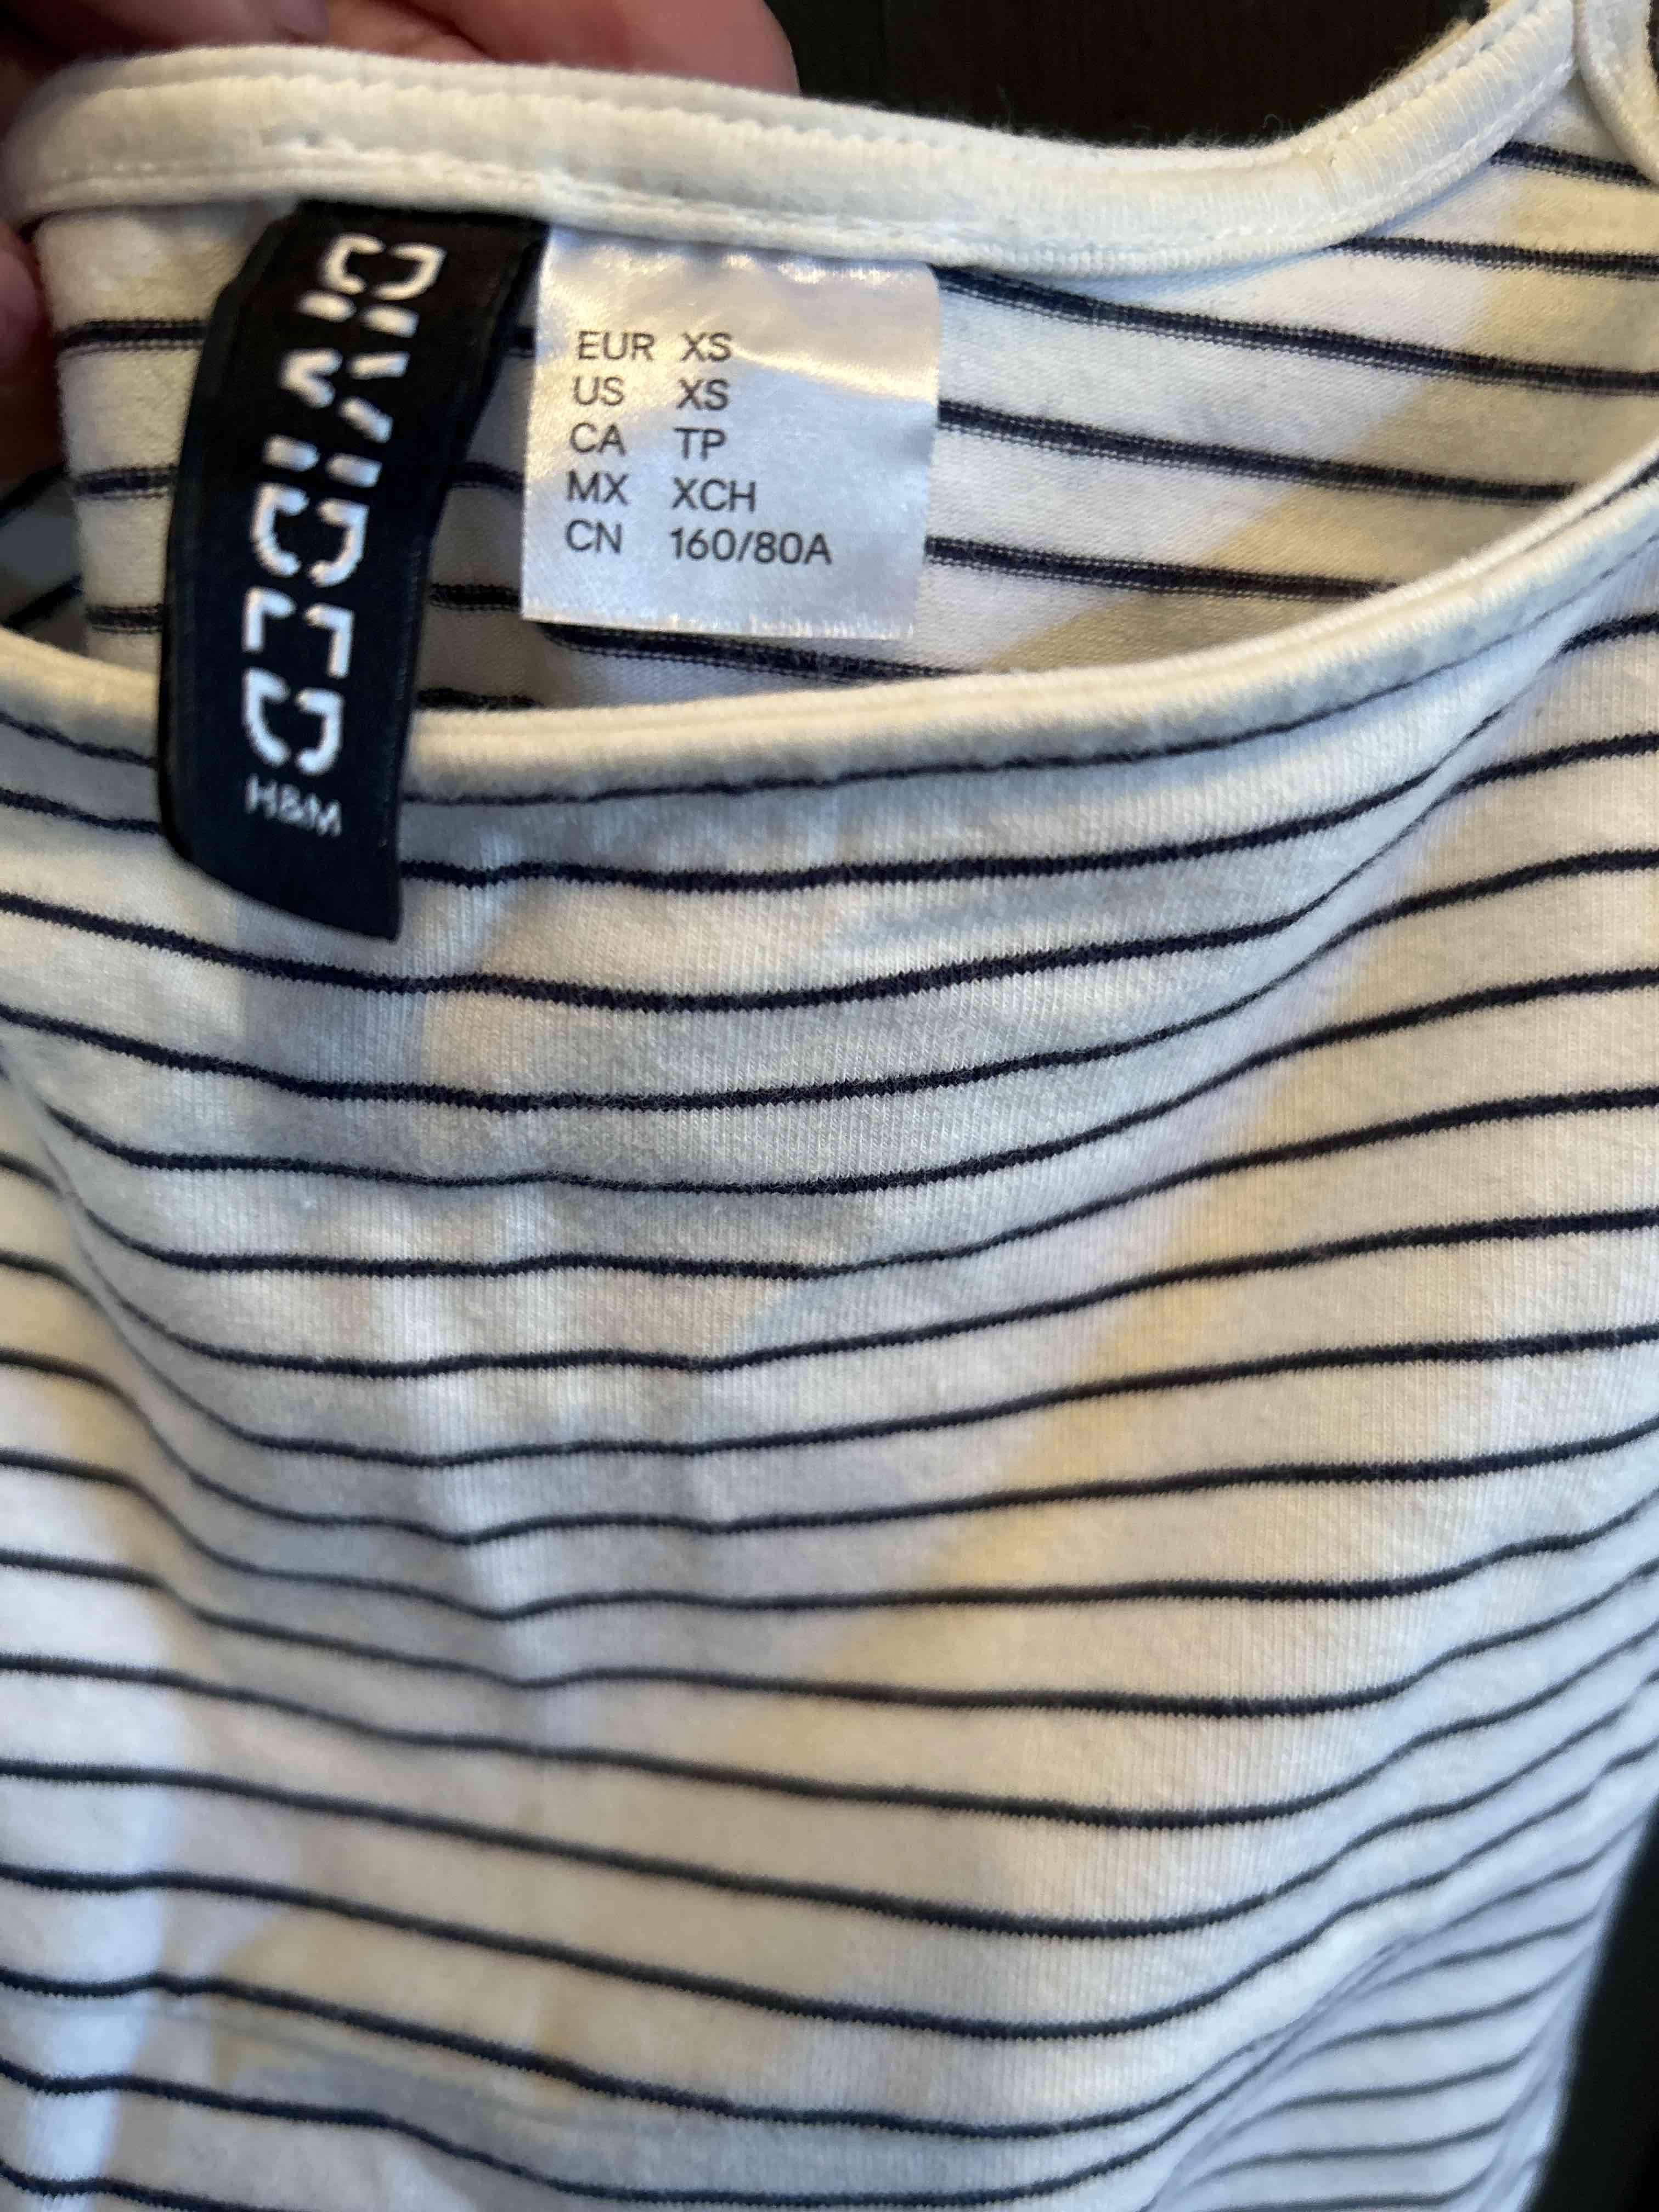 DIVIDED
H&M
EUR XS
US XS
CA TP
MX XCH
CN 160/80A